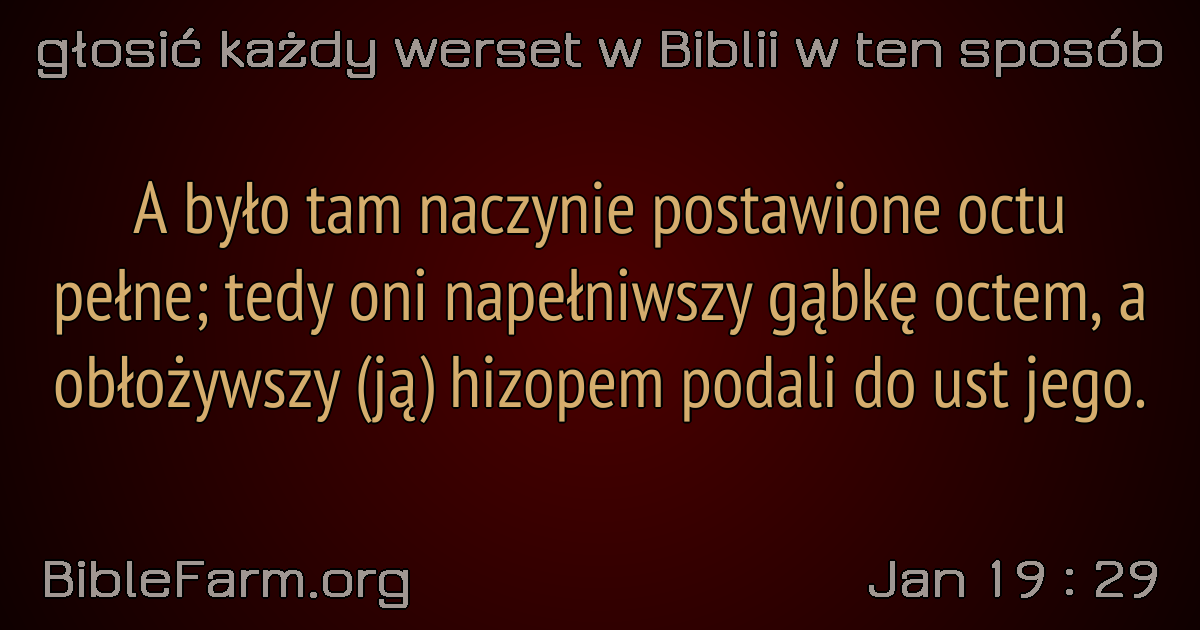 głosić każdy werset w Biblii w ten sposób
A było tam naczynie postawione octu
pełne; tedy oni napełniwszy gąbkę octem, a
obłożywszy (ją) hizopem podali do ust jego.
BibleFarm.org
Jan 19 : 29